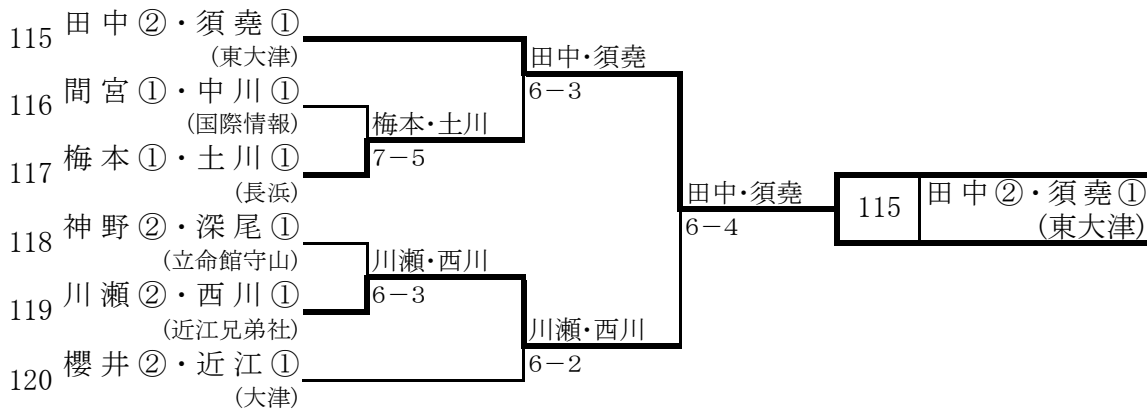 115 田中②・須堯①
(東大津)
116 間宮①・中川①
(国際情報)
117 梅本①・土川①
(長浜)
118 神野②・深尾①
(立命館守山)
119 川瀬②・西川①
(近江兄弟社)
120 櫻井②・近江①
(大津)
梅本・土川
7－5
川瀬・西川
6－3
田中・須堯
6－3
川瀬・西川
6－2
田中・須堯
6－4
115 田中②・須堯①
(東大津)